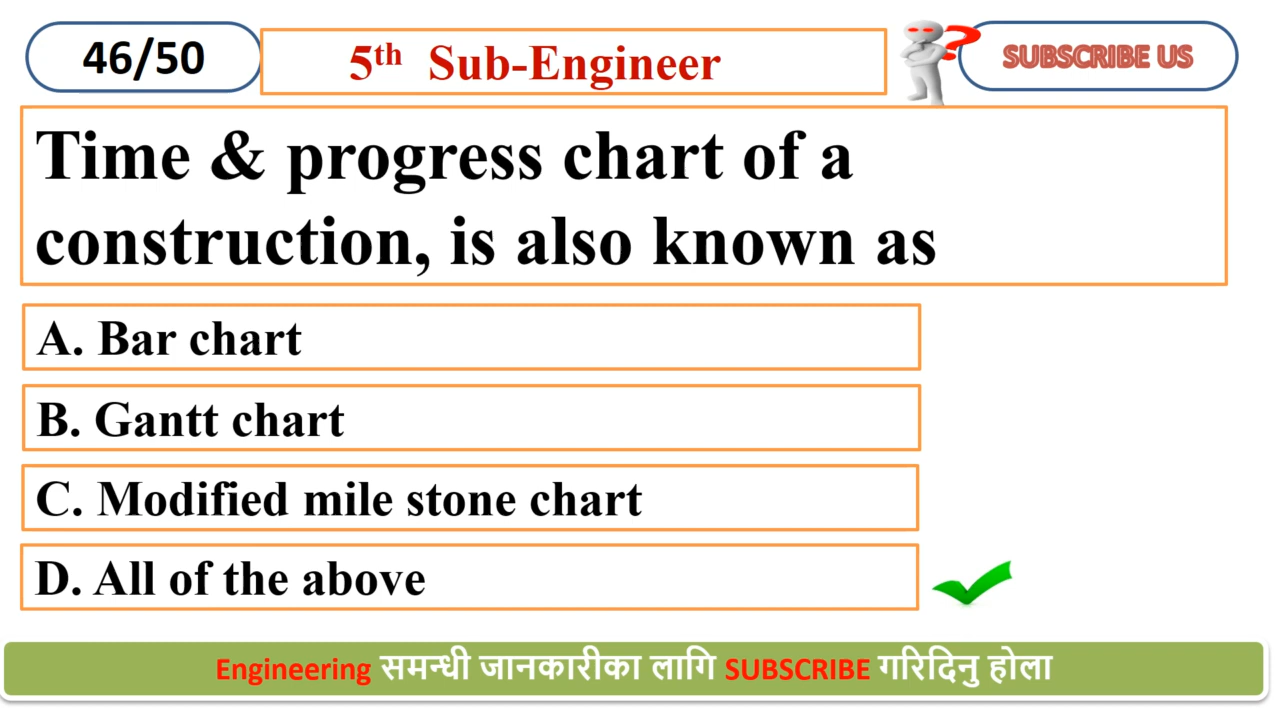 46/50
5th Sub-Engineer
SUBSCRIBE US
Time & progress chart of a
construction, is also known as
A. Bar chart
B. Gantt chart
C. Modified mile stone chart
D. All of the above
Engineering समन्धी जानकारीका लागि SUBSCRIBE गरिदिनु होला